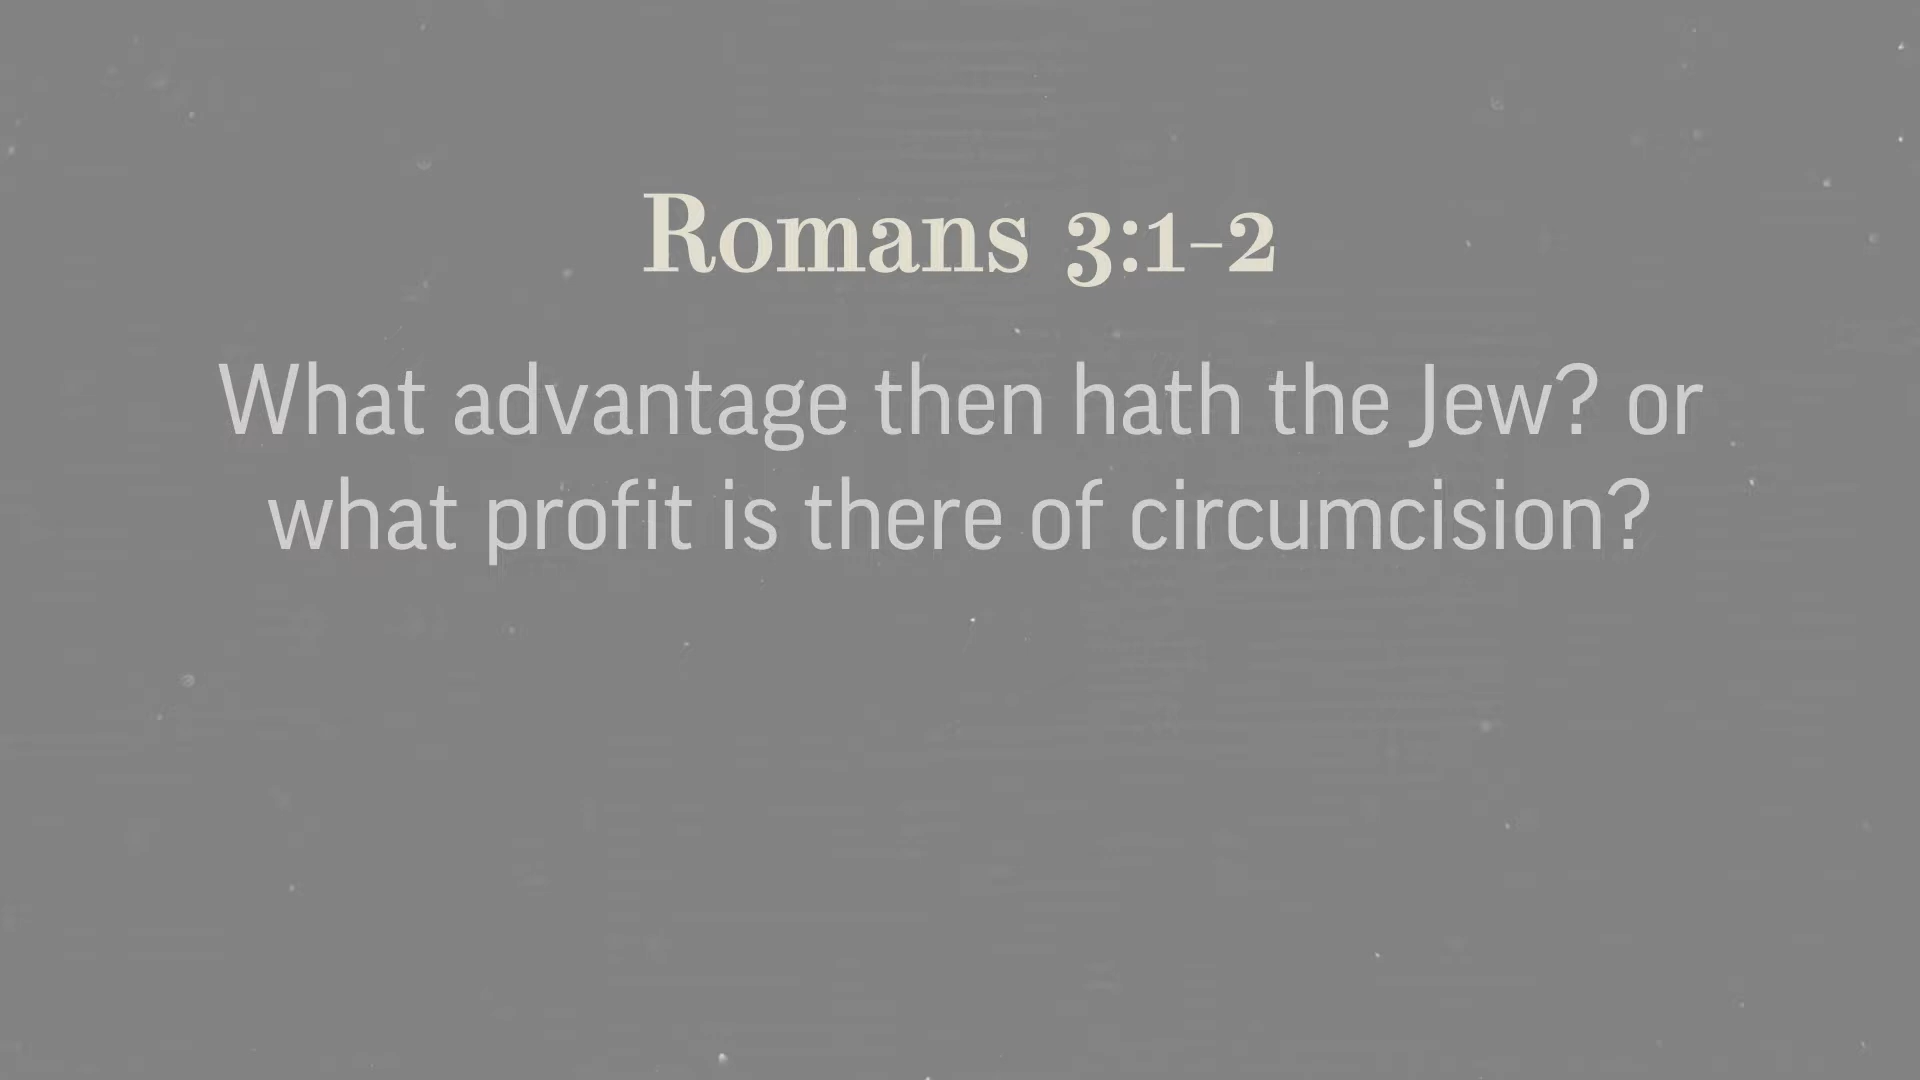 Romans 3:1–2
What advantage then hath the Jew? or
what profit is there of circumcision?